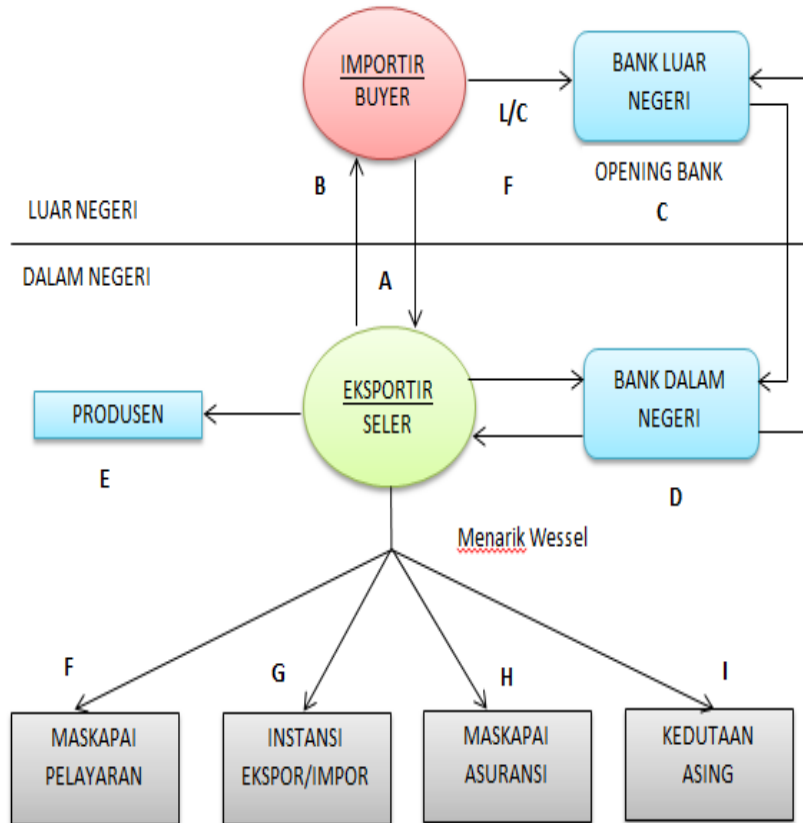 IMPORTIR
BUYER
BANK LUAR
NEGERI
L/C
B
F
OPENING BANK
C
LUAR NEGERI
DALAM NEGERI
A
EKSPORTIR
SELER
BANK DALAM
NEGERI
PRODUSEN
E
D
Menarik Wessel
F
G
H
I
MASKAPAI
PELAYARAN
INSTANSI
EKSPOR/IMPOR
MASKAPAI
ASURANSI
KEDUTAAN
ASING